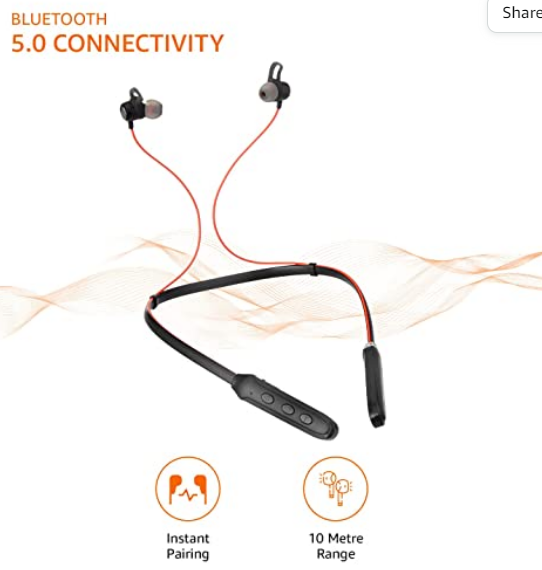 BLUETOOTH
Share
5.0 CONNECTIVITY
Instant
Pairing
10 Metre
Range